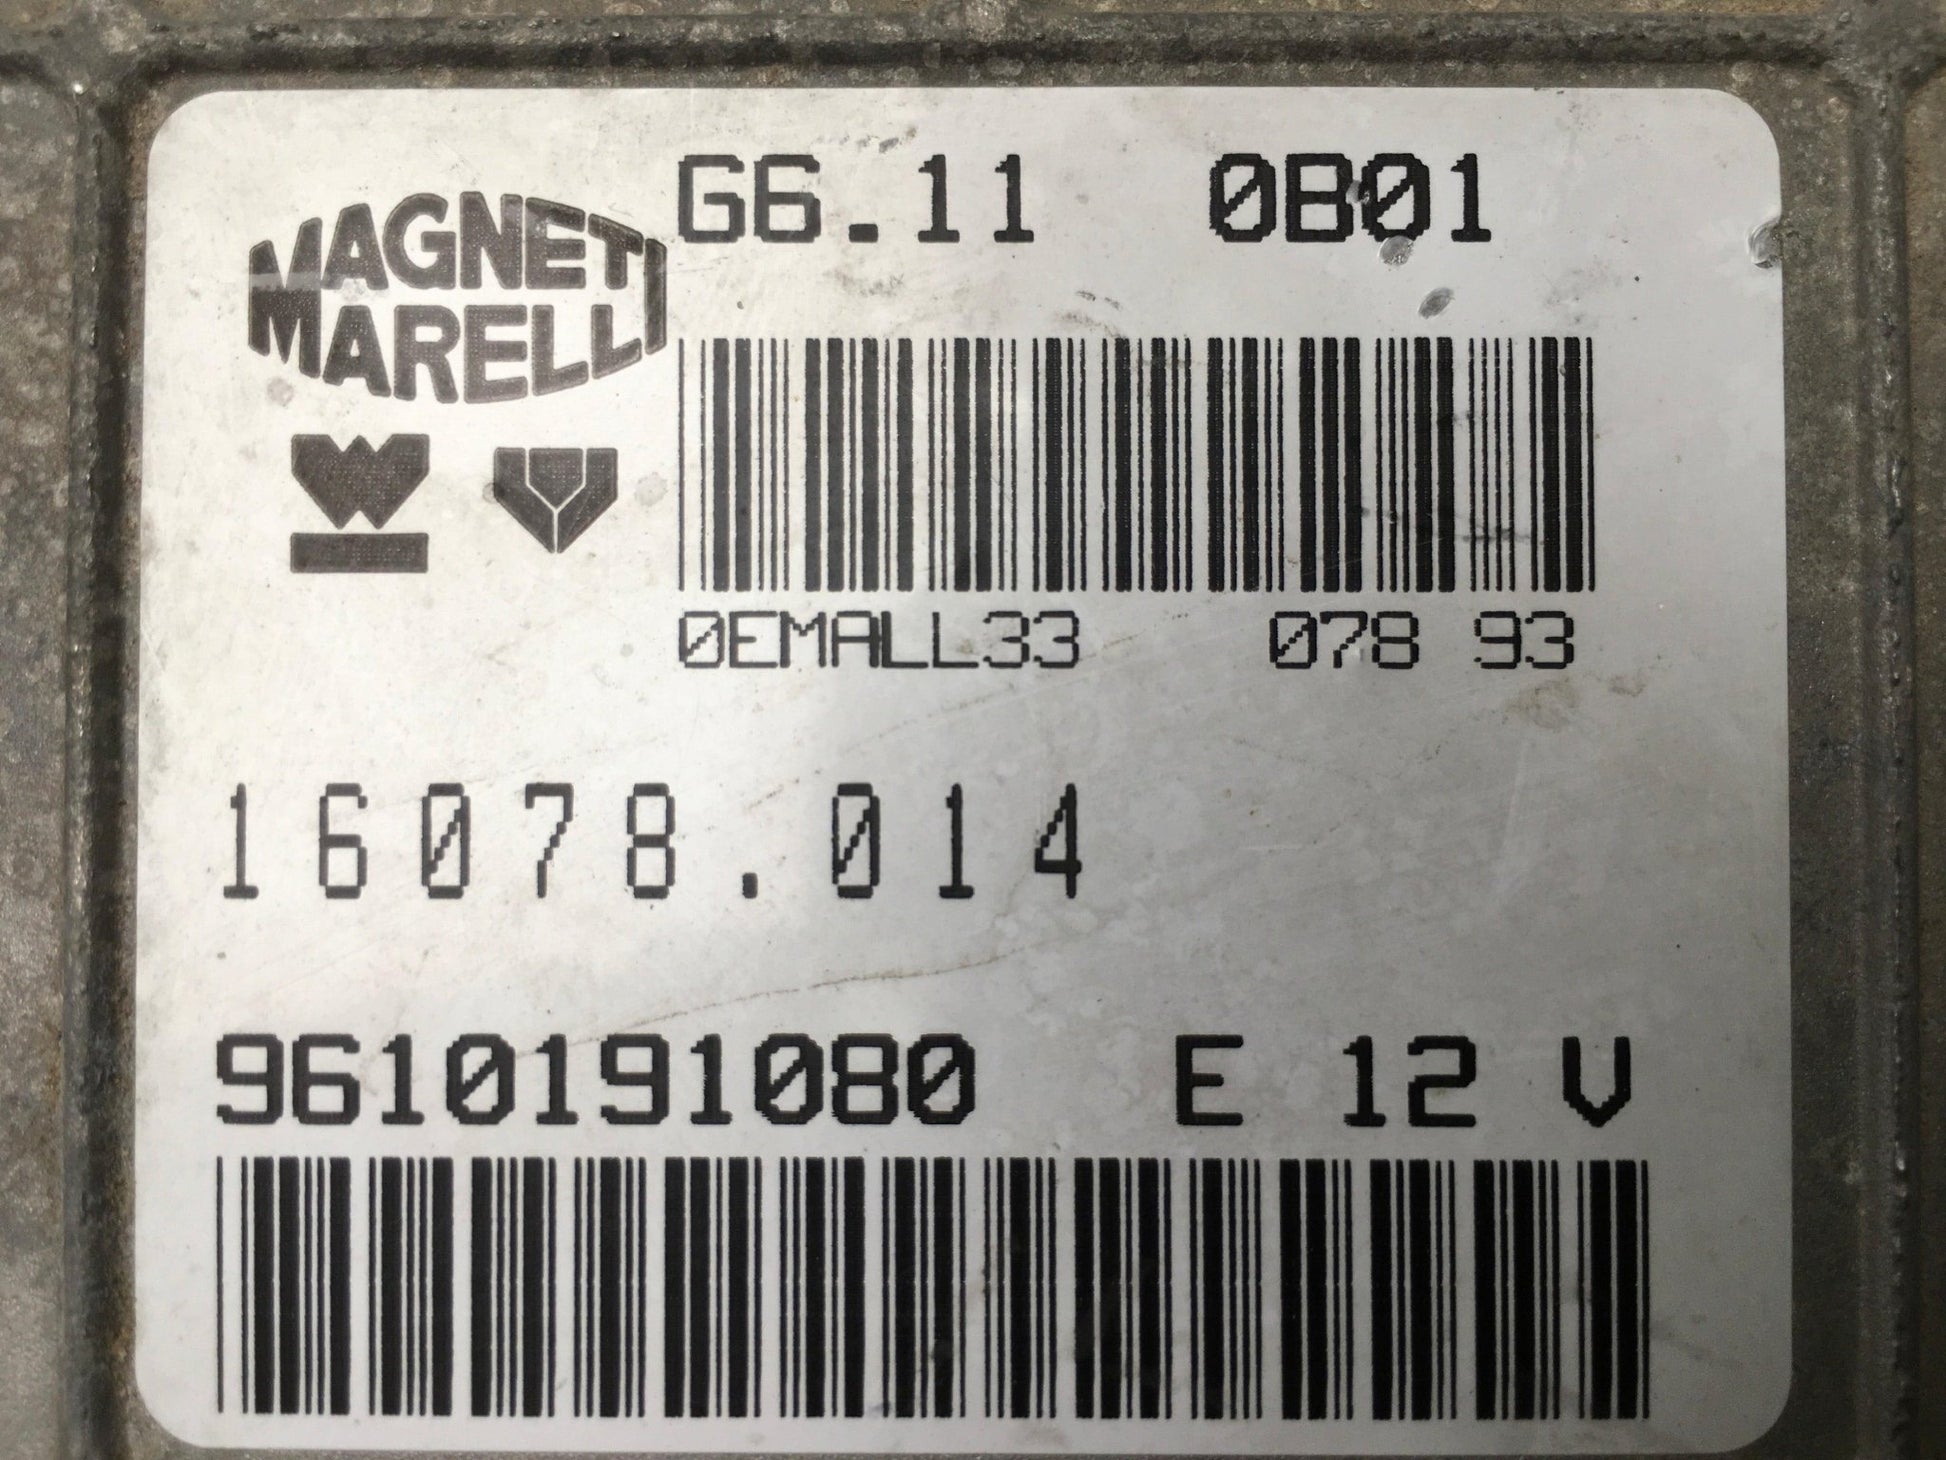 MAGNETI
MARELLI
G6.11 0B01
0EMALL33 078 93
16078.014
9610191080 E 12 V